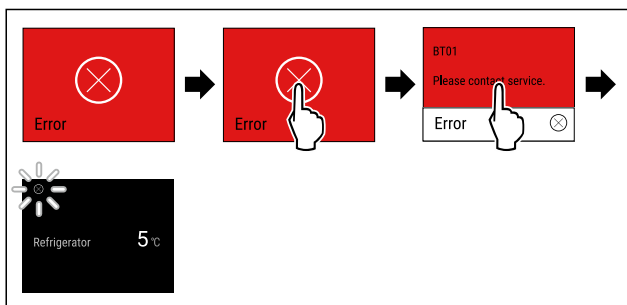 Error
Error
BT01
Please contact service.
Error
Refrigerator 5 °C